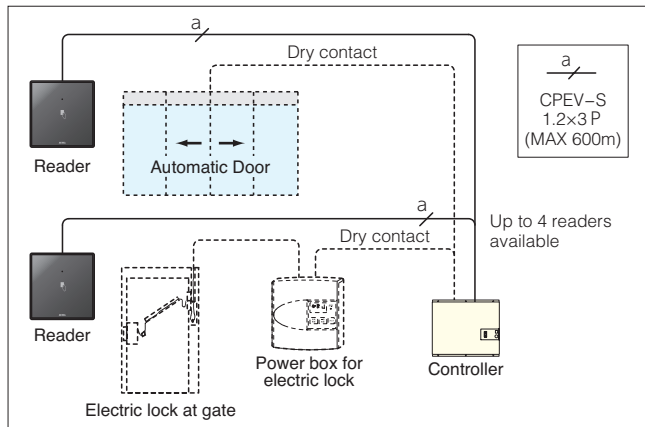 a
Dry contact
a
CPEV-S
1.2×3 P
(MAX 600m)
Reader
Automatic Door
a
Up to 4 readers
available
Dry contact
Reader
Power box for
electric lock
Controller
Electric lock at gate